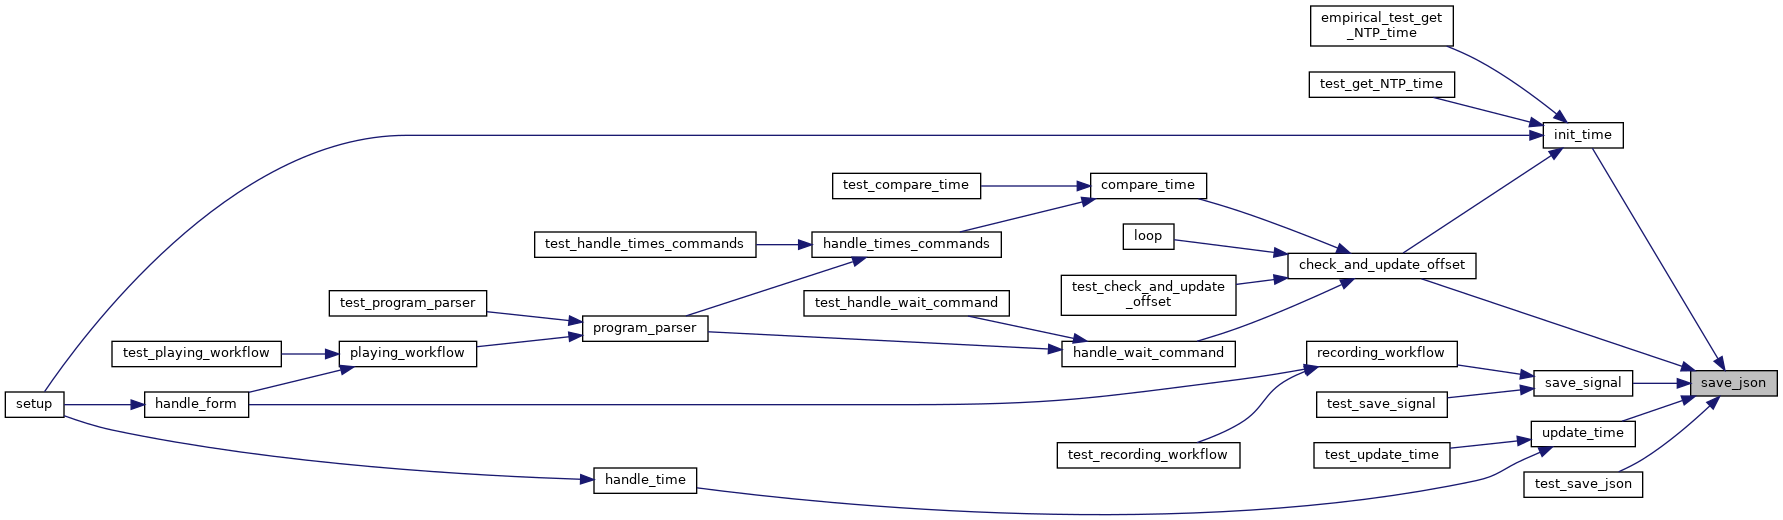 empirical_test_get
_NTP_time
test_get_NTP_time
init_time
test_compare_time
compare_time
loop
test_handle_times_commands
handle_times_commands
check_and_update_offset
test_check_and_update
_offset
test_program_parser
test_handle_wait_command
program_parser
test_playing_workflow
playing_workflow
handle_wait_command
recording_workflow
save_signal
save_json
setup
handle_form
test_save_signal
update_time
test_recording_workflow
test_update_time
handle_time
test_save_json